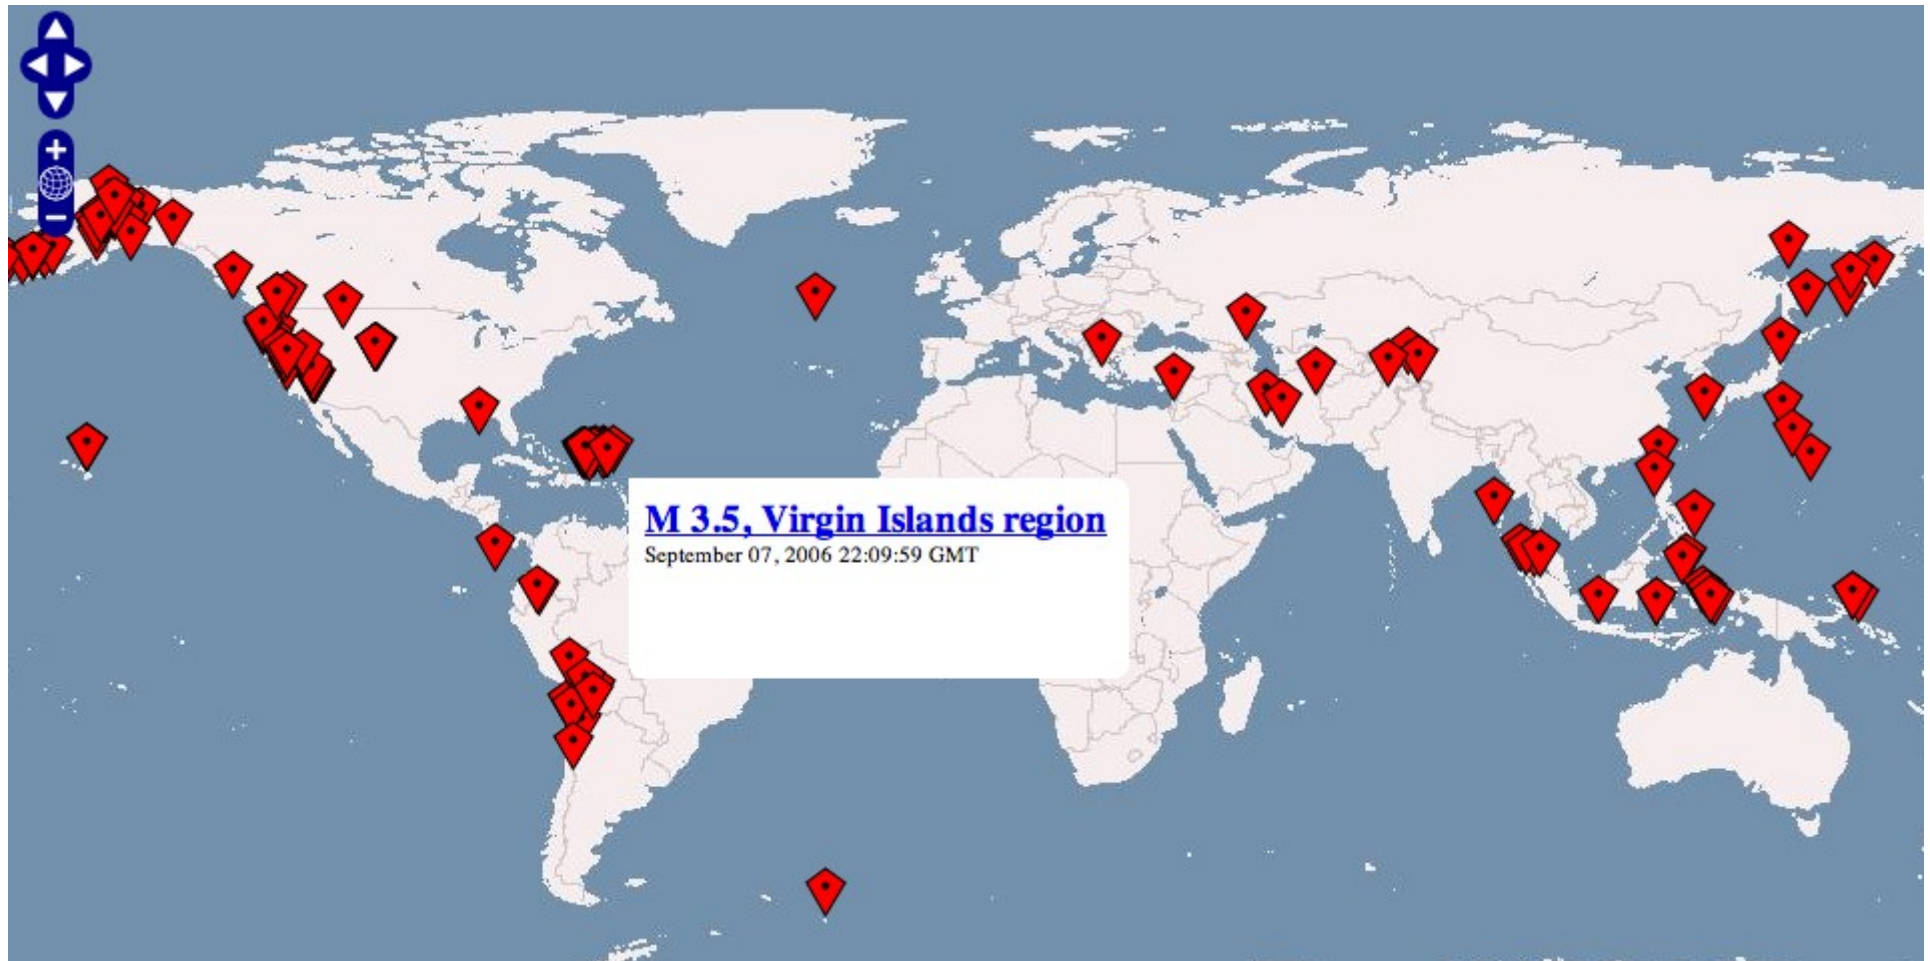 M 3.5, Virgin Islands region
September 07, 2006 22:09:59 GMT